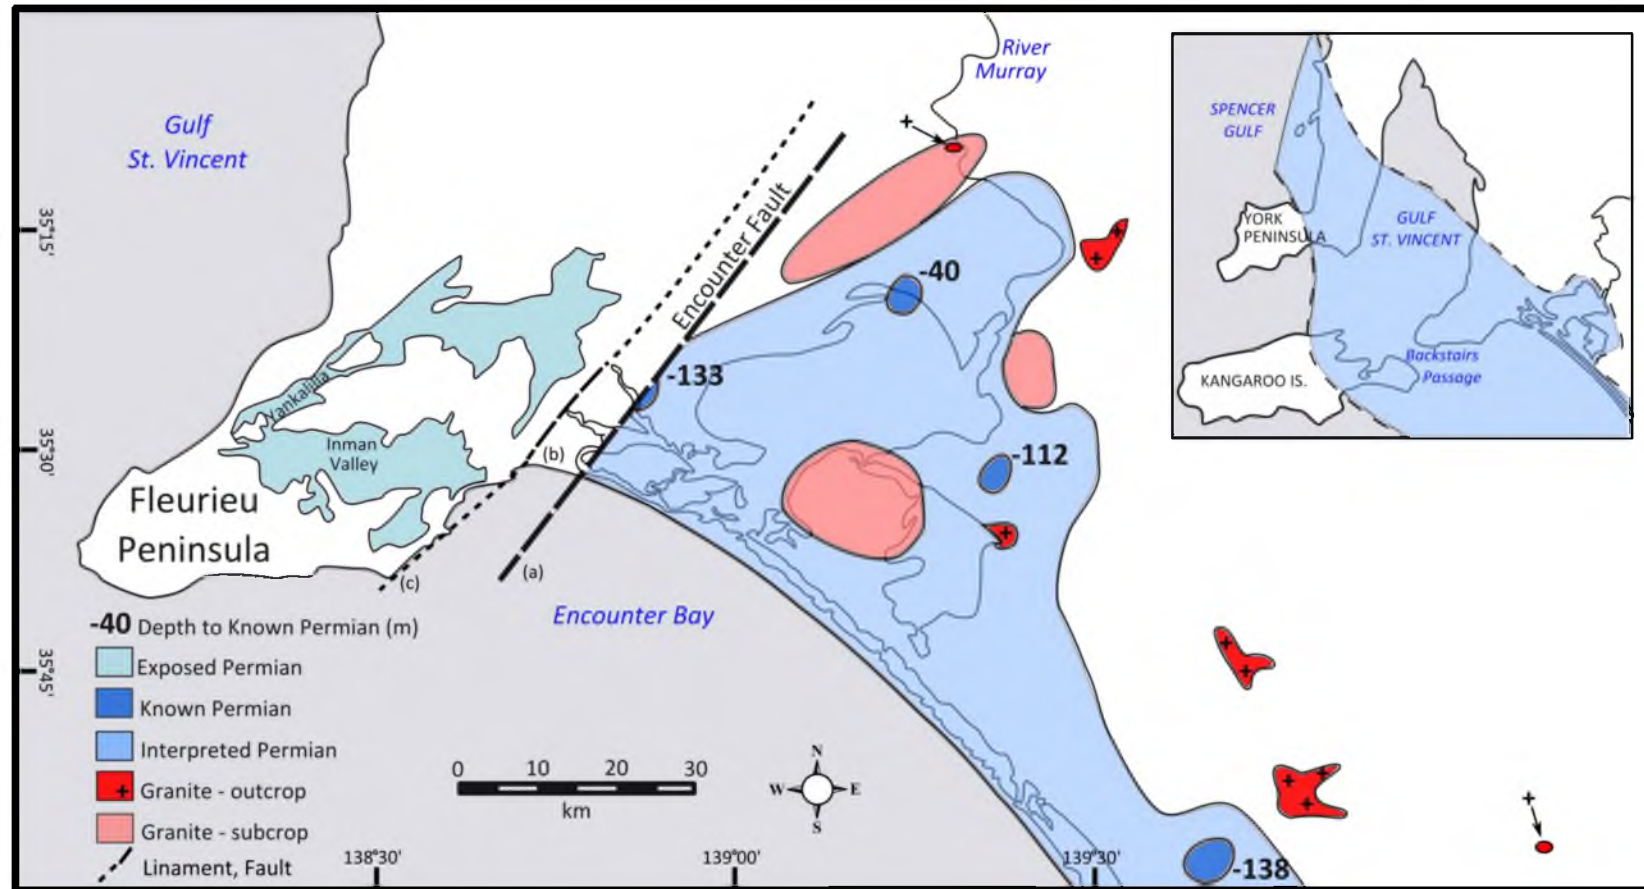 Gulf
St. Vincent
River
Murray
+
Encounter Fault
-40
-133
-112
-138
Yankalilla
Inman
Valley
Fleurieu
Peninsula
(a)
(b)
(c)
Encounter Bay
35°15'
35°30'
35°45'
138°30'
139°00'
139°30'
-40 Depth to Known Permian (m)
Exposed Permian
Known Permian
Interpreted Permian
Granite - outcrop
Granite - subcrop
Linament, Fault
0 10 20 30
km
N
W E
S
+
SPENCER
GULF
YORK
PENINSULA
GULF
ST. VINCENT
KANGAROO IS.
Backstairs
Passage